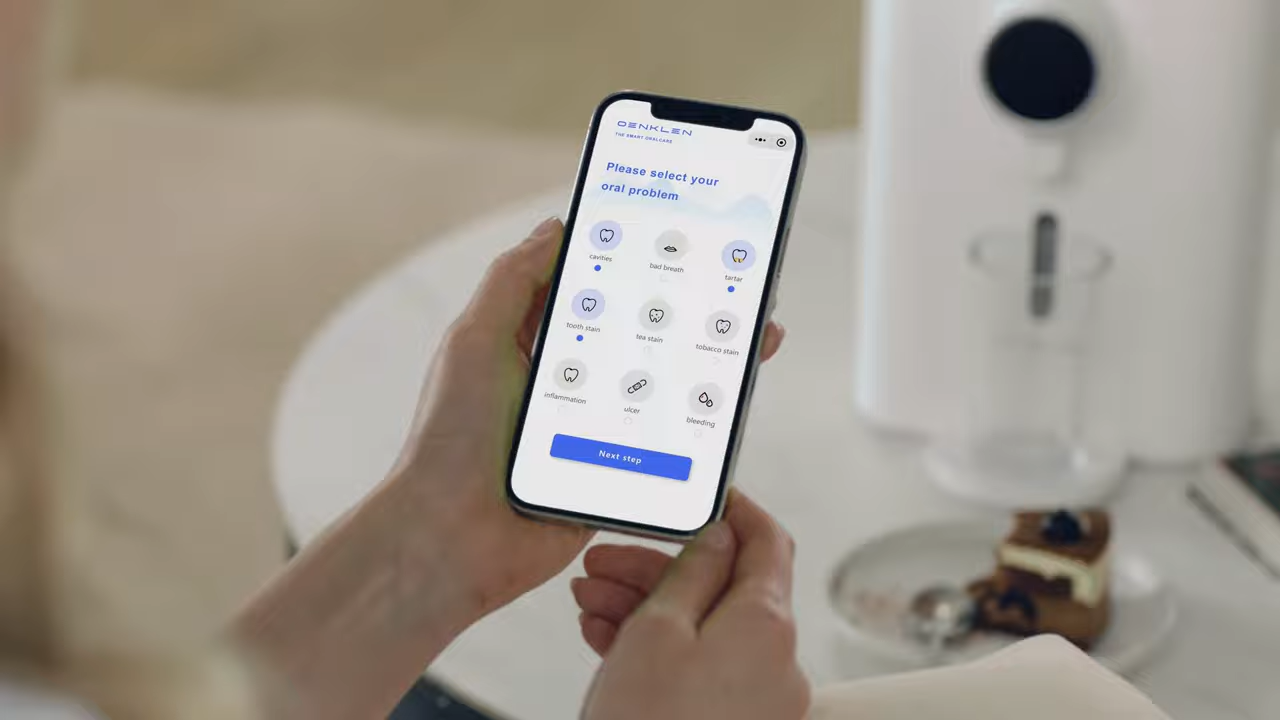 OENKLEN
THE SMART ORALCARE
Please select your
oral problem
cavities
bad breath
tartar
tooth stain
tea stain
tobacco stain
inflammation
ulcer
bleeding
Next step